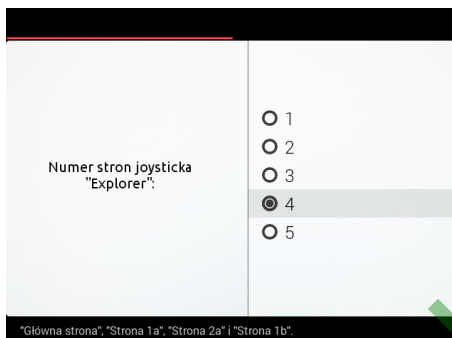 Numer stron joysticka
"Explorer":
1
2
3
4
5
"Główna strona", "Strona 1a", "Strona 2a" i "Strona 1b".